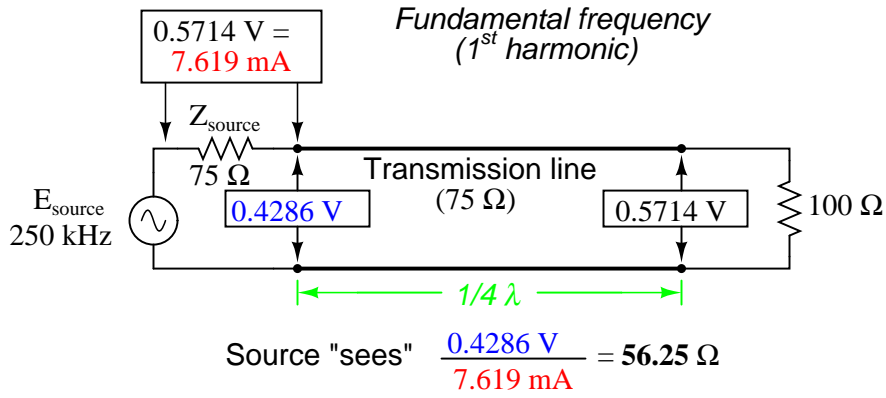 Fundamental frequency
(1st harmonic)
0.5714 V =
7.619 mA
Zsource
75 Ω
Transmission line
(75 Ω)
Esource
250 kHz
0.4286 V
0.5714 V
100 Ω
1/4 λ
Source "sees" 0.4286 V / 7.619 mA = 56.25 Ω